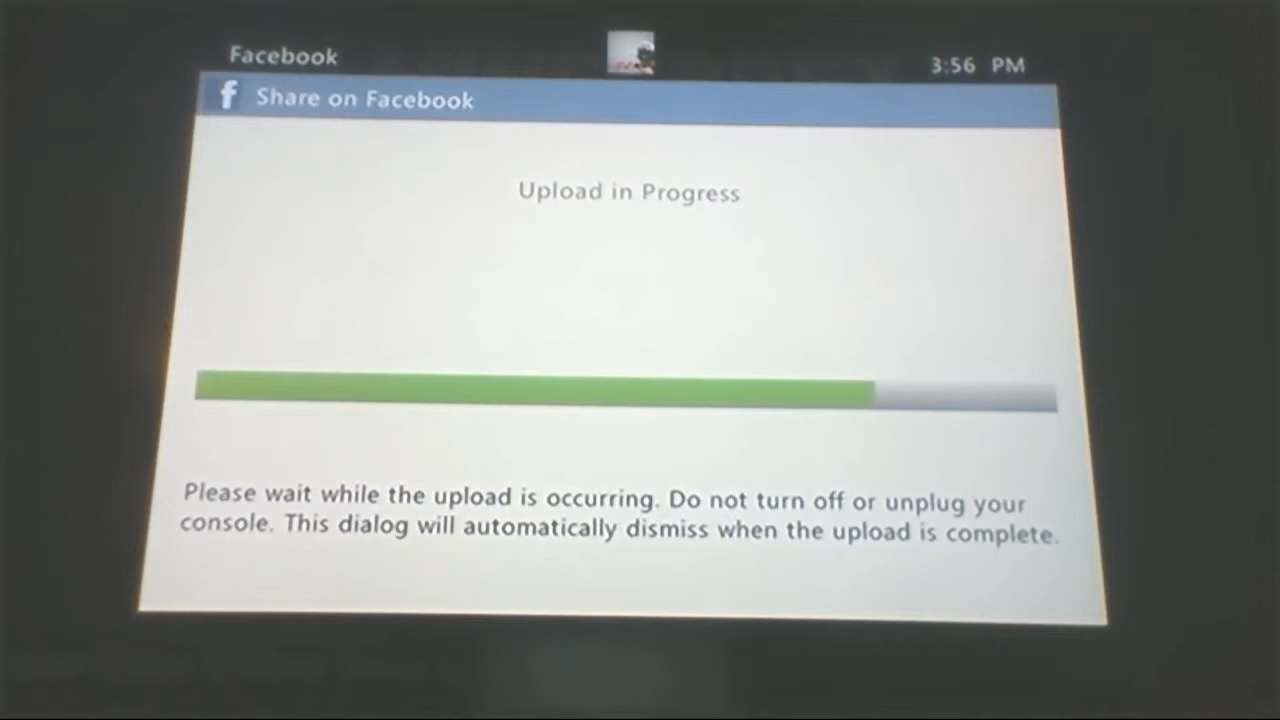 Facebook
3:56 PM
f Share on Facebook
Upload in Progress
Please wait while the upload is occurring. Do not turn off or unplug your
console. This dialog will automatically dismiss when the upload is complete.